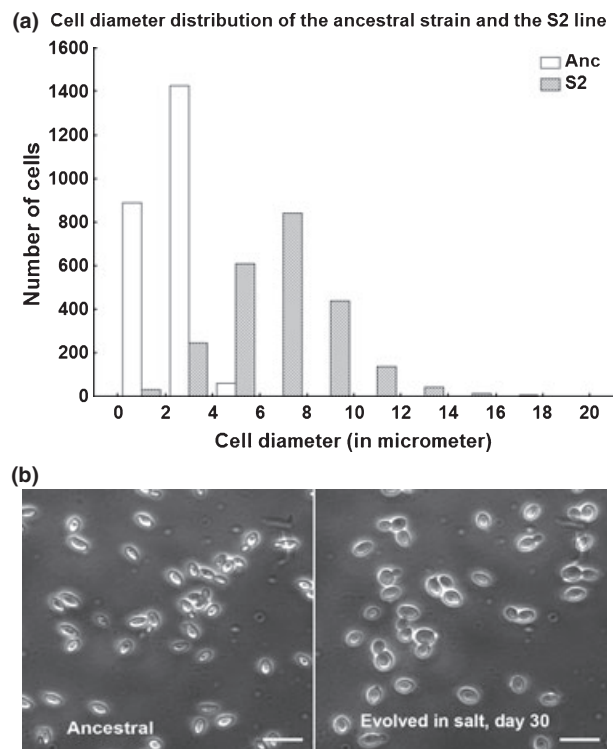 (a) Cell diameter distribution of the ancestral strain and the S2 line
1600
1400
1200
1000
800
600
400
200
0
Number of cells
Anc
S2
0 2 4 6 8 10 12 14 16 18 20
Cell diameter (in micrometer)
(b)
Ancestral
Evolved in salt, day 30